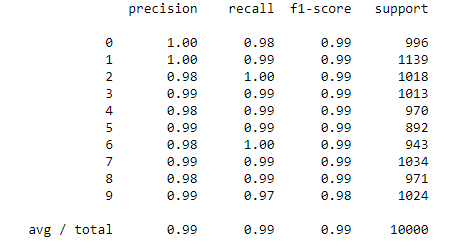 precision recall f1-score support
0 1.00 0.98 0.99 996
1 1.00 0.99 0.99 1139
2 0.98 1.00 0.99 1018
3 0.99 0.99 0.99 1013
4 0.98 0.99 0.99 970
5 0.99 0.99 0.99 892
6 0.98 1.00 0.99 943
7 0.99 0.99 0.99 1034
8 0.98 0.99 0.99 971
9 0.99 0.97 0.98 1024
avg / total 0.99 0.99 0.99 10000